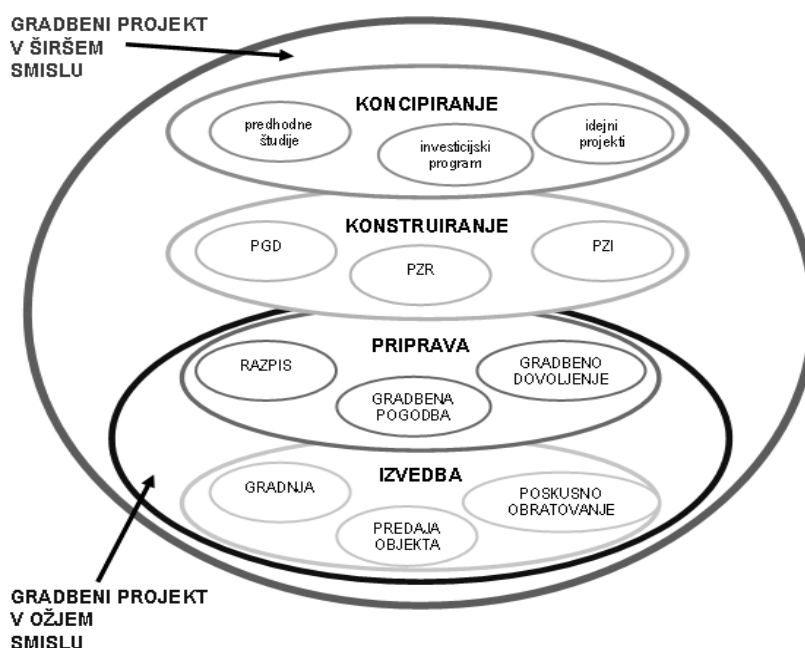 GRADBENI PROJEKT
V ŠIRŠEM
SMISLU
KONCIPIRANJE
predhodne
študije
investicijski
program
idejni
projekti
KONSTRUIRANJE
PGD
PZR
PZI
PRIPRAVA
RAZPIS
GRADBENA
POGODBA
GRADBENO
DOVOLJENJE
IZVEDBA
GRADNJA
PREDAJA
OBJEKTA
POSKUSNO
OBRATOVANJE
GRADBENI PROJEKT
V OŽJEM
SMISLU